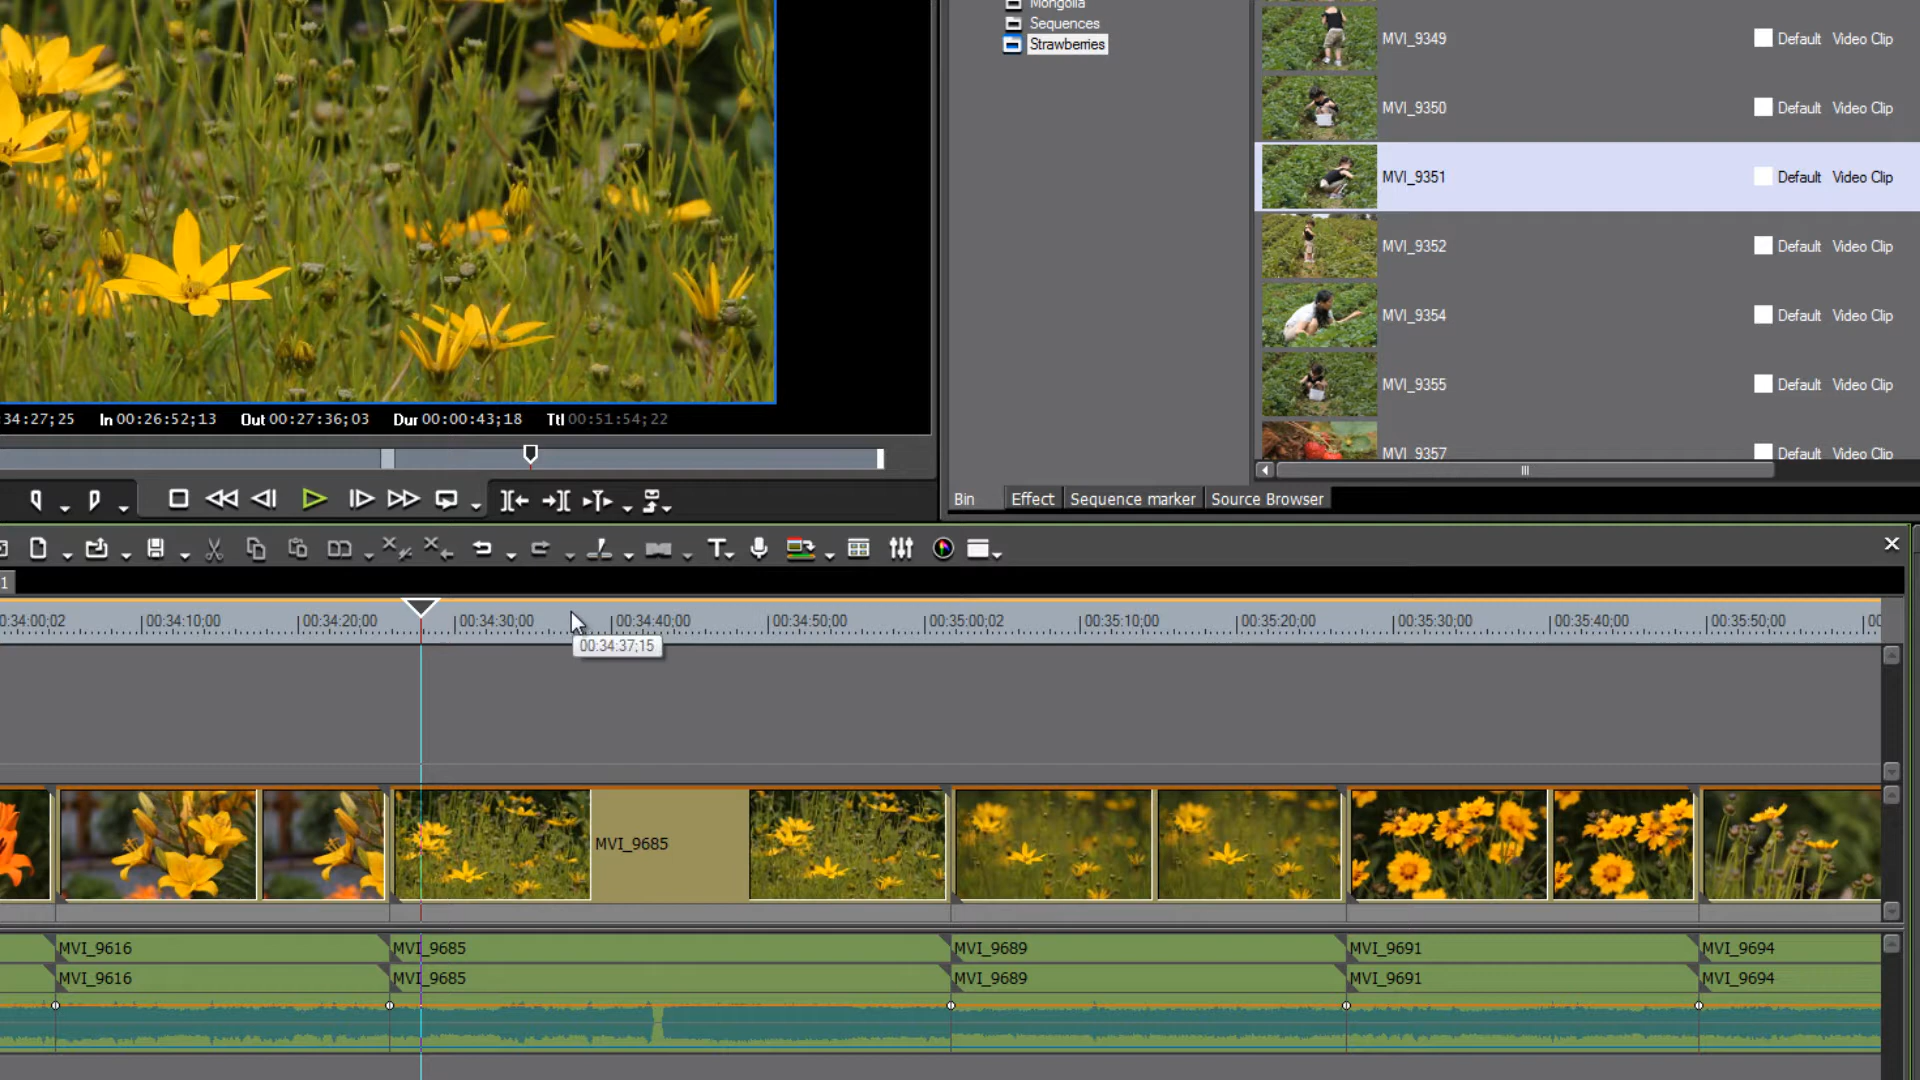 Mongolia
Sequences
Strawberries
MVI_9349 Default Video Clip
MVI_9350 Default Video Clip
MVI_9351 Default Video Clip
MVI_9352 Default Video Clip
MVI_9354 Default Video Clip
MVI_9355 Default Video Clip
MVI_9357 Default Video Clip
34:27;25 In 00:26:52;13 Out 00:27:36;03 Dur 00:00:43;18 Ttl 00:51:54;22
Bin Effect Sequence marker Source Browser
1
0:34:00;02 00:34:10;00 00:34:20;00 00:34:30;00 00:34:40;00 00:34:50;00 00:35:00;02 00:35:10;00 00:35:20;00 00:35:30;00 00:35:40;00 00:35:50;00 00
00:34:37;15
MVI_9685
MVI_9616 MVI_9685 MVI_9689 MVI_9691 MVI_9694
MVI_9616 MVI_9685 MVI_9689 MVI_9691 MVI_9694